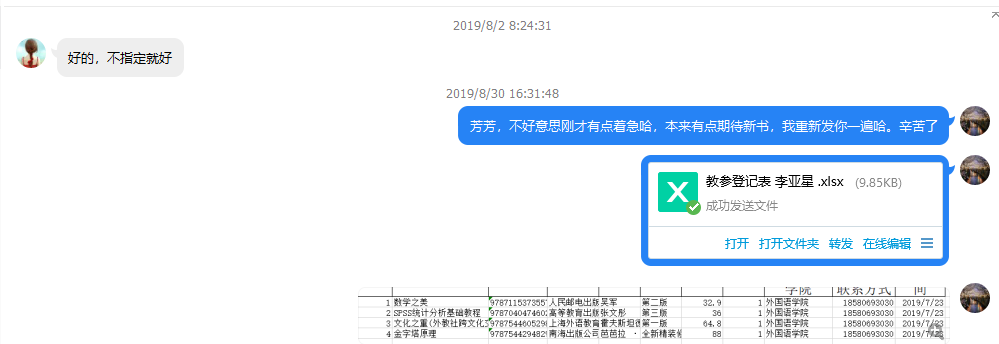 2019/8/2 8:24:31
好的，不指定就好
2019/8/30 16:31:48
芳芳，不好意思刚才有点着急哈，本来有点期待新书，我重新发你一遍哈。辛苦了
教参登记表 李亚星 .xlsx (9.85KB)
成功发送文件
打开 打开文件夹 转发 在线编辑
学院 联系方式 间
1 数学之美 978711537355 人民邮电出版 吴军 第二版 32.9 1 外国语学院 18580693030 2019/7/23
2 SPSS统计分析基础教程 978704047460 高等教育出版 张文彤 第三版 36 1 外国语学院 18580693030 2019/7/23
3 文化之重(外教社跨文化 978754460529 上海外语教育 霍夫斯坦 第一版 64.8 1 外国语学院 18580693030 2019/7/23
4 金字塔原理 978754429482 南海出版公司 芭芭拉 · 全新精装 88 1 外国语学院 18580693030 2019/7/23